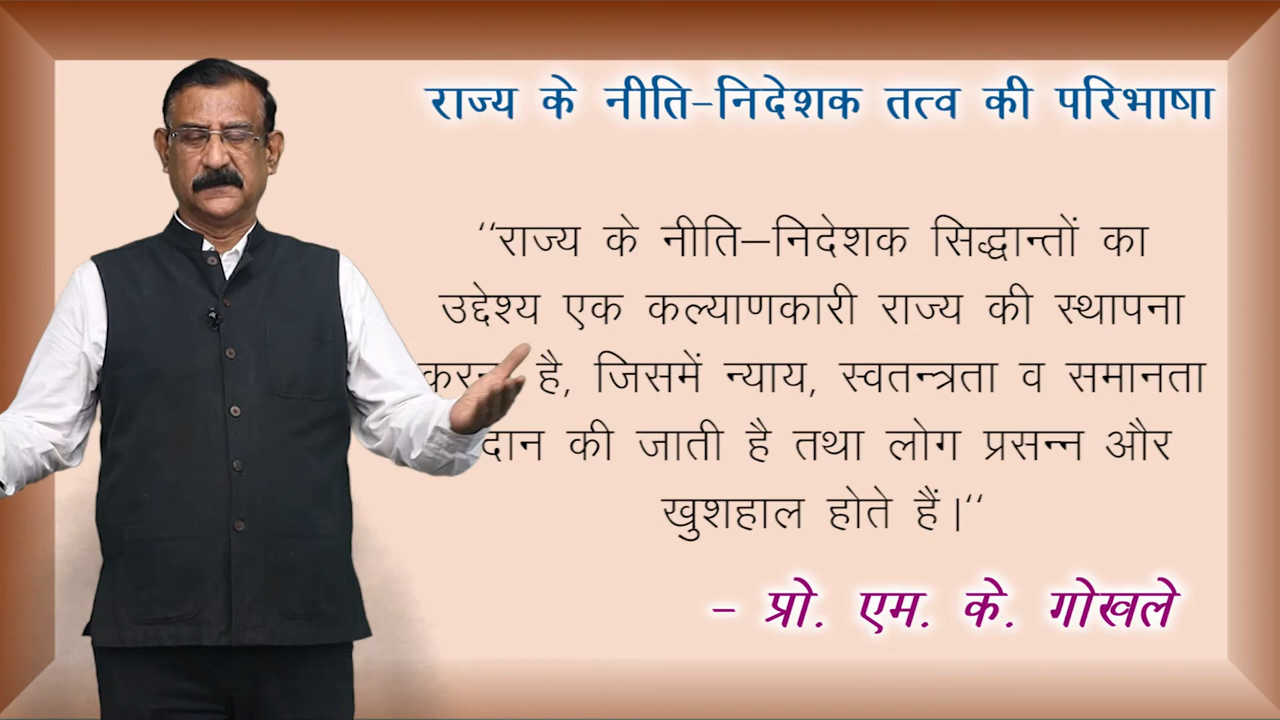 राज्य के नीति-निदेशक तत्व की परिभाषा
“राज्य के नीति–निदेशक सिद्धान्तों का
उद्देश्य एक कल्याणकारी राज्य की स्थापना
है, जिसमें न्याय, स्वतन्त्रता व समानता
की जाती है तथा लोग प्रसन्न और
खुशहाल होते हैं।“
- प्रो. एम. के. गोखले